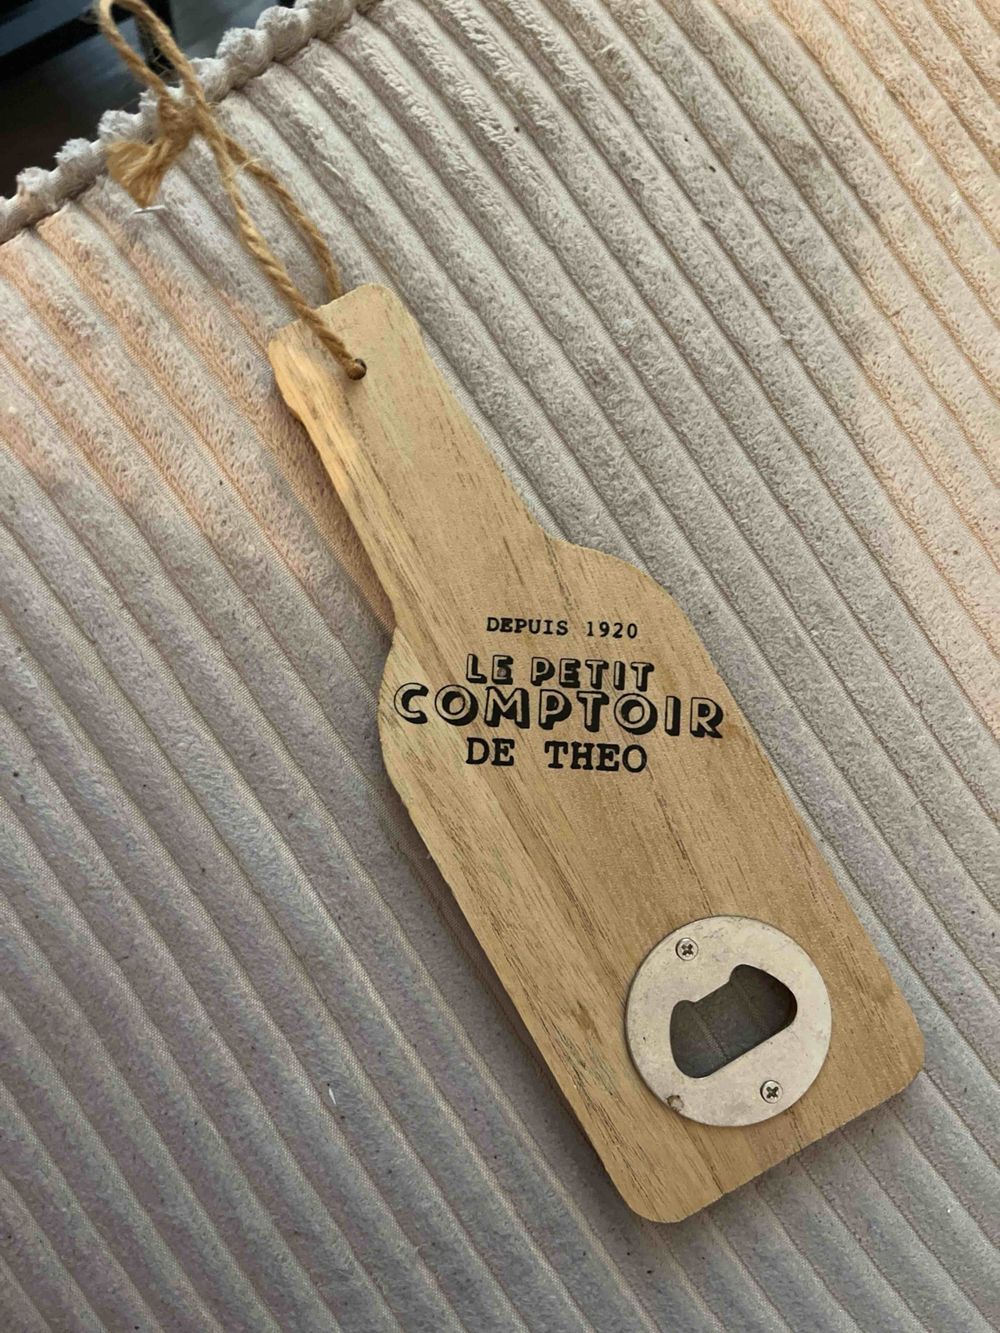 DEPUIS 1920
LE PETIT
COMPTOIR
DE THEO